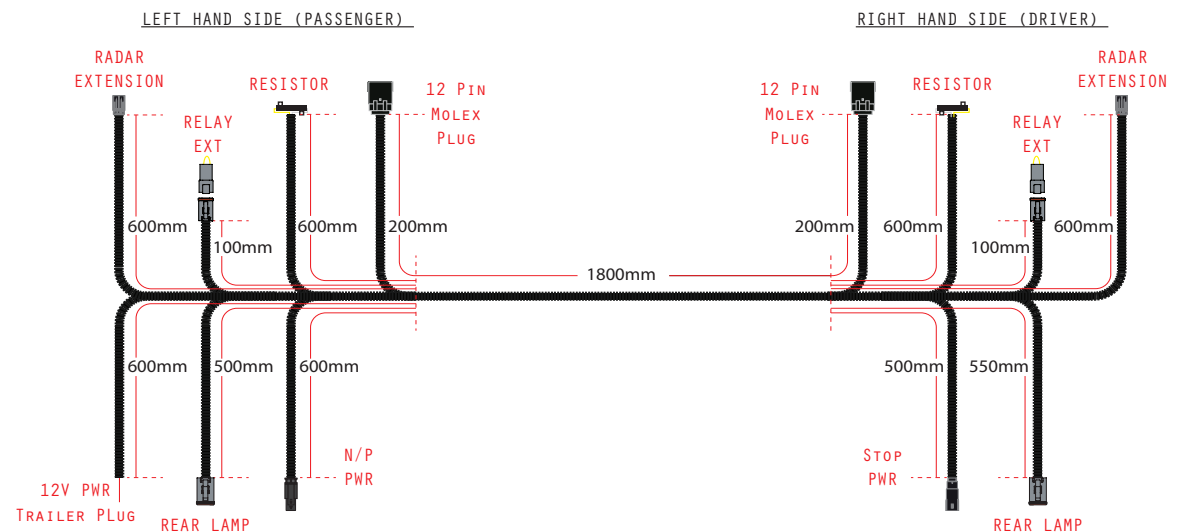 LEFT HAND SIDE (PASSENGER)
RIGHT HAND SIDE (DRIVER)
RADAR
EXTENSION
RELAY
EXT
RESISTOR
12 Pin
Molex
Plug
12 Pin
Molex
Plug
RESISTOR
RELAY
EXT
RADAR
EXTENSION
600mm
100mm
600mm
200mm
1800mm
200mm
600mm
100mm
600mm
600mm
500mm
600mm
500mm
550mm
12V PWR
Trailer Plug
REAR LAMP
N/P
PWR
Stop
PWR
REAR LAMP